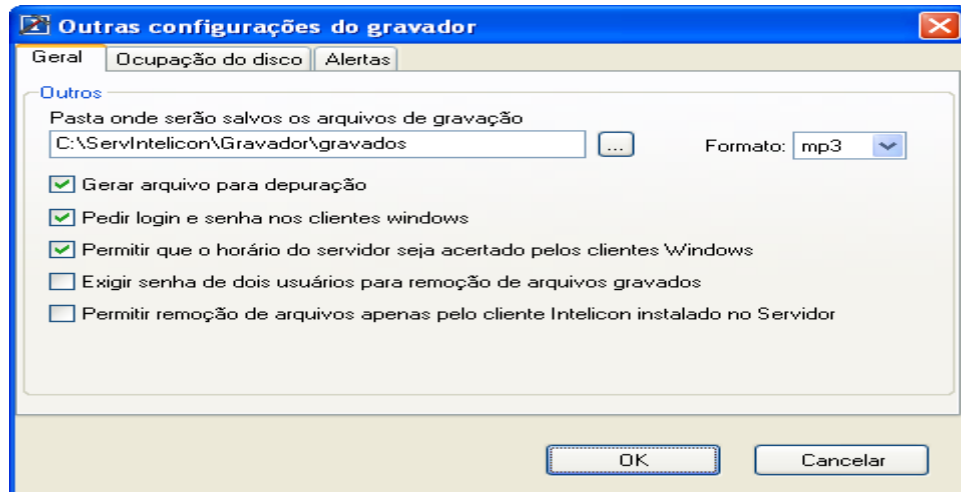 Outras configurações do gravador
Geral Ocupação do disco Alertas
Outros
Pasta onde serão salvos os arquivos de gravação
C:\ServIntelicon\Gravador\gravados ... Formato: mp3
Gerar arquivo para depuração
Pedir login e senha nos clientes windows
Permitir que o horário do servidor seja acertado pelos clientes Windows
Exigir senha de dois usuários para remoção de arquivos gravados
Permitir remoção de arquivos apenas pelo cliente Intelicon instalado no Servidor
OK Cancelar